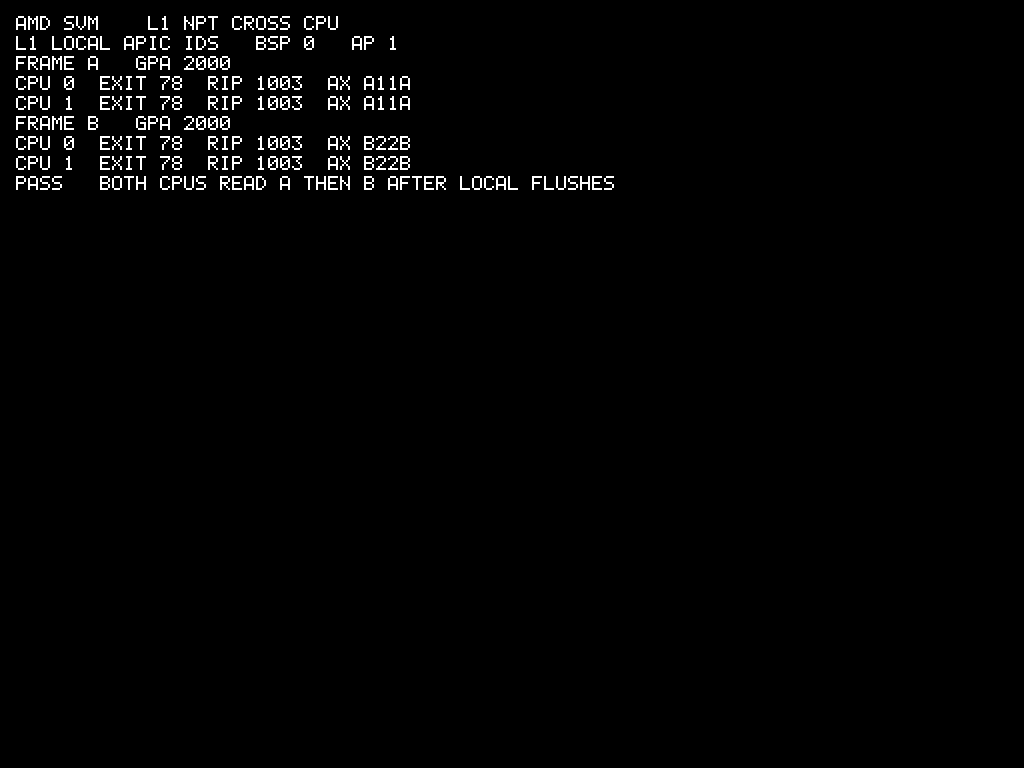 AMD SVM    L1 NPT CROSS CPU
L1 LOCAL APIC IDS   BSP 0   AP 1
FRAME A   GPA 2000
CPU 0  EXIT 78  RIP 1003  AX A11A
CPU 1  EXIT 78  RIP 1003  AX A11A
FRAME B   GPA 2000
CPU 0  EXIT 78  RIP 1003  AX B22B
CPU 1  EXIT 78  RIP 1003  AX B22B
PASS   BOTH CPUS READ A THEN B AFTER LOCAL FLUSHES